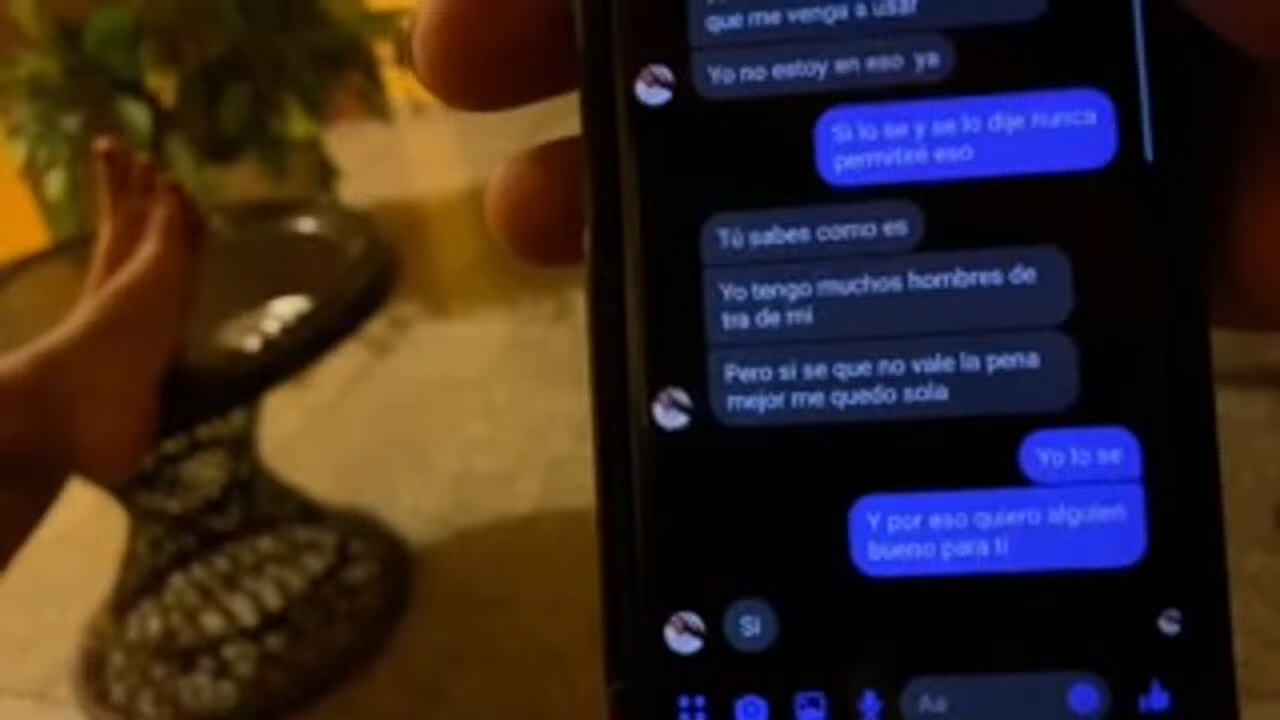 que me venga a usar
Yo no estoy en eso ya
Si lo se y se lo dije nunca
permitiré eso
Tú sabes como es
Yo tengo muchos hombres de
tra de mi
Pero si se que no vale la pena
mejor me quedo sola
Yo lo se
Y por eso quiero alguien
bueno para ti
Si
Aa